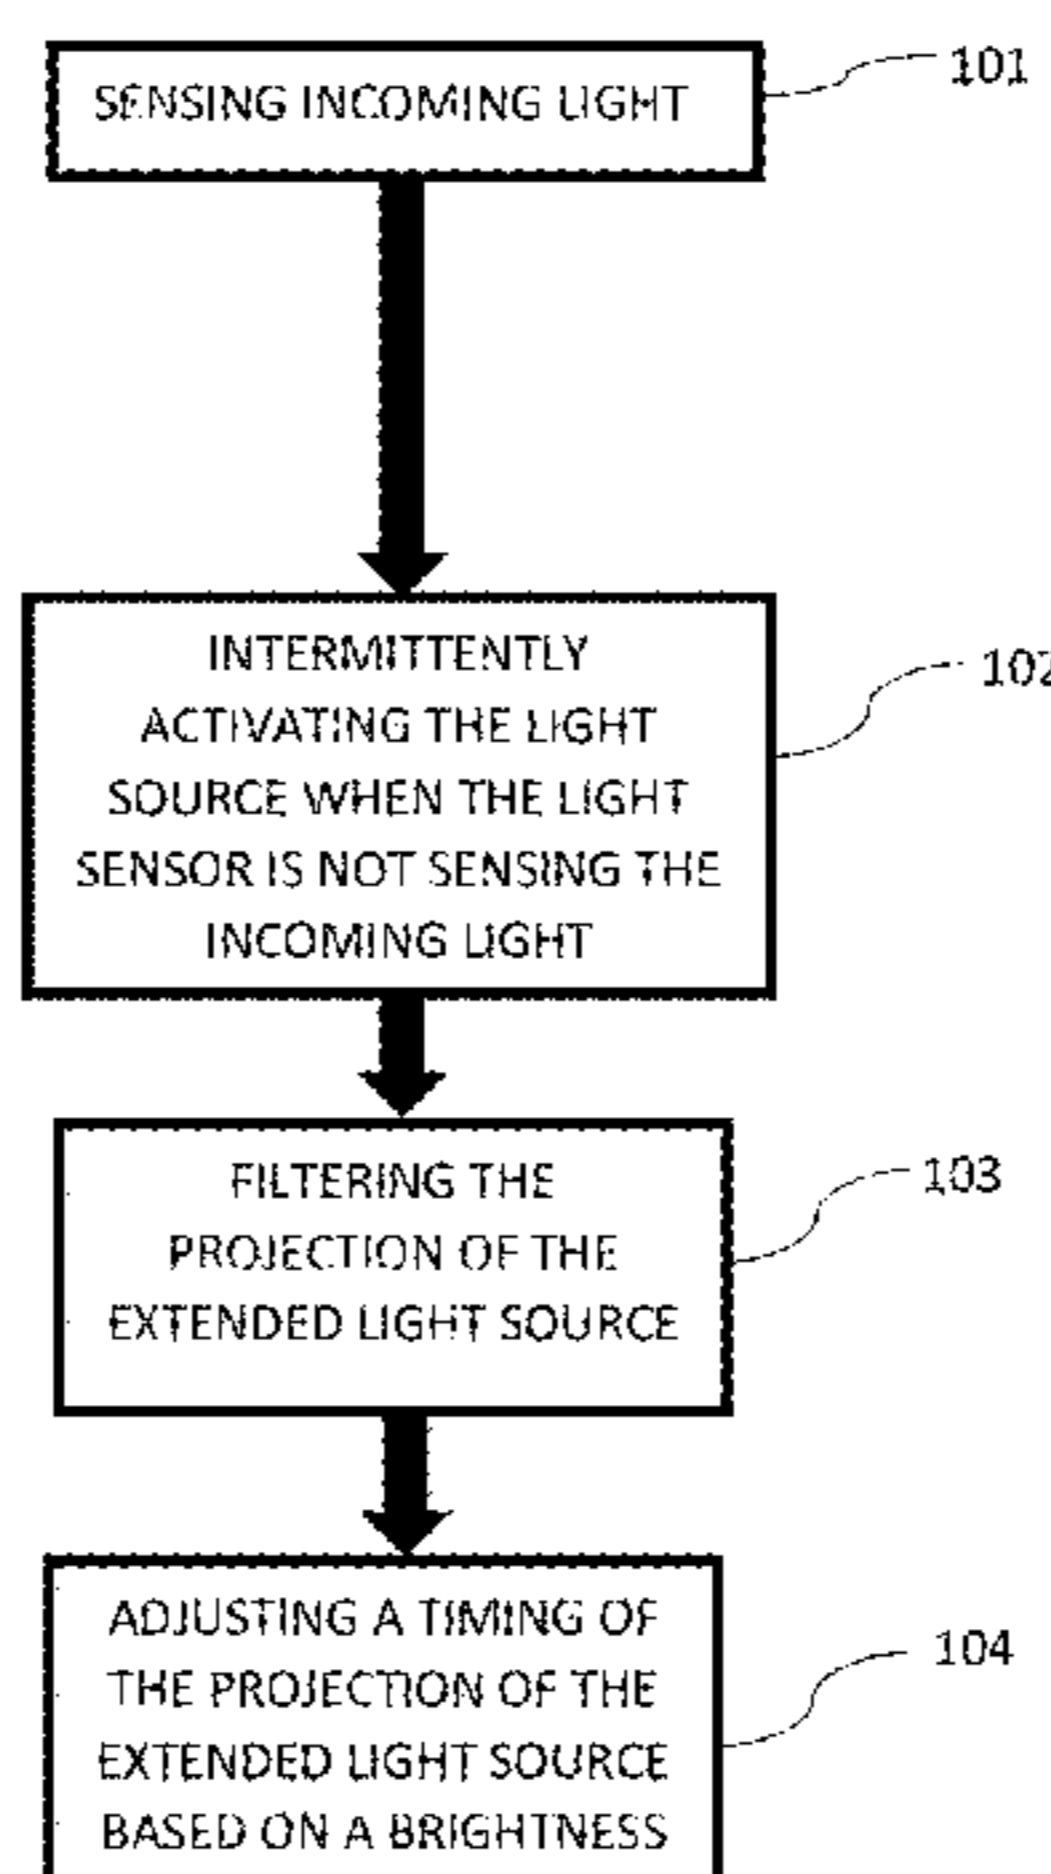 SENSING INCOMING LIGHT
101
INTERMITTENTLY
ACTIVATING THE LIGHT
SOURCE WHEN THE LIGHT
SENSOR IS NOT SENSING THE
INCOMING LIGHT
102
FILTERING THE
PROJECTION OF THE
EXTENDED LIGHT SOURCE
103
ADJUSTING A TIMING OF
THE PROJECTION OF THE
EXTENDED LIGHT SOURCE
BASED ON A BRIGHTNESS
104